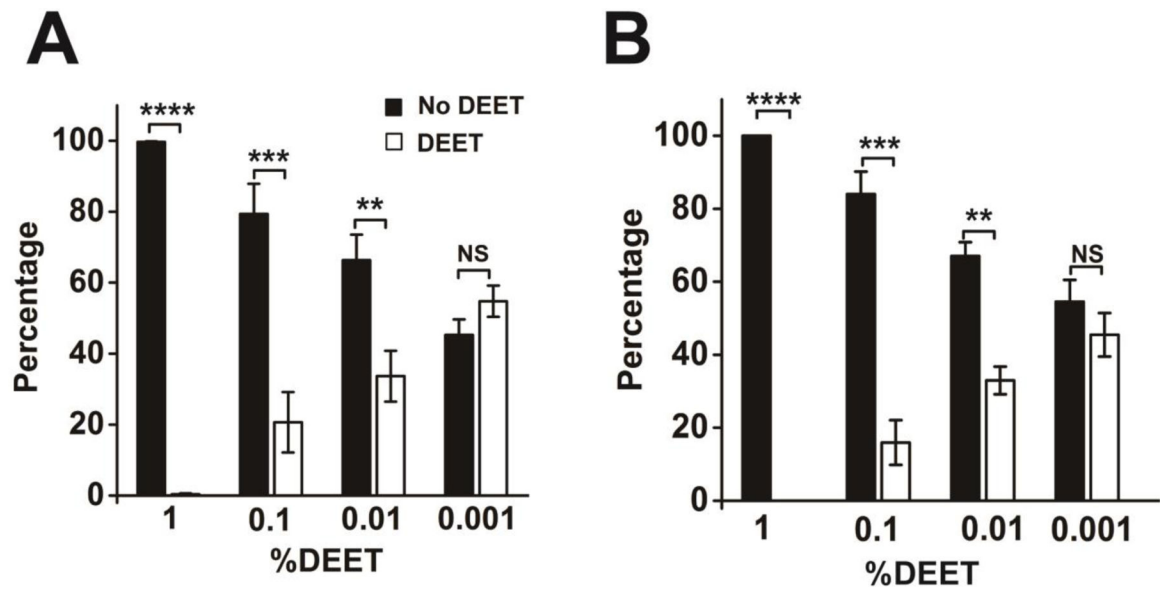 A
**** 
No DEET
DEET
***
**
NS
100
80
60
40
20
0
Percentage
1 0.1 0.01 0.001
%DEET
B
****
***
**
NS
100
80
60
40
20
0
Percentage
1 0.1 0.01 0.001
%DEET